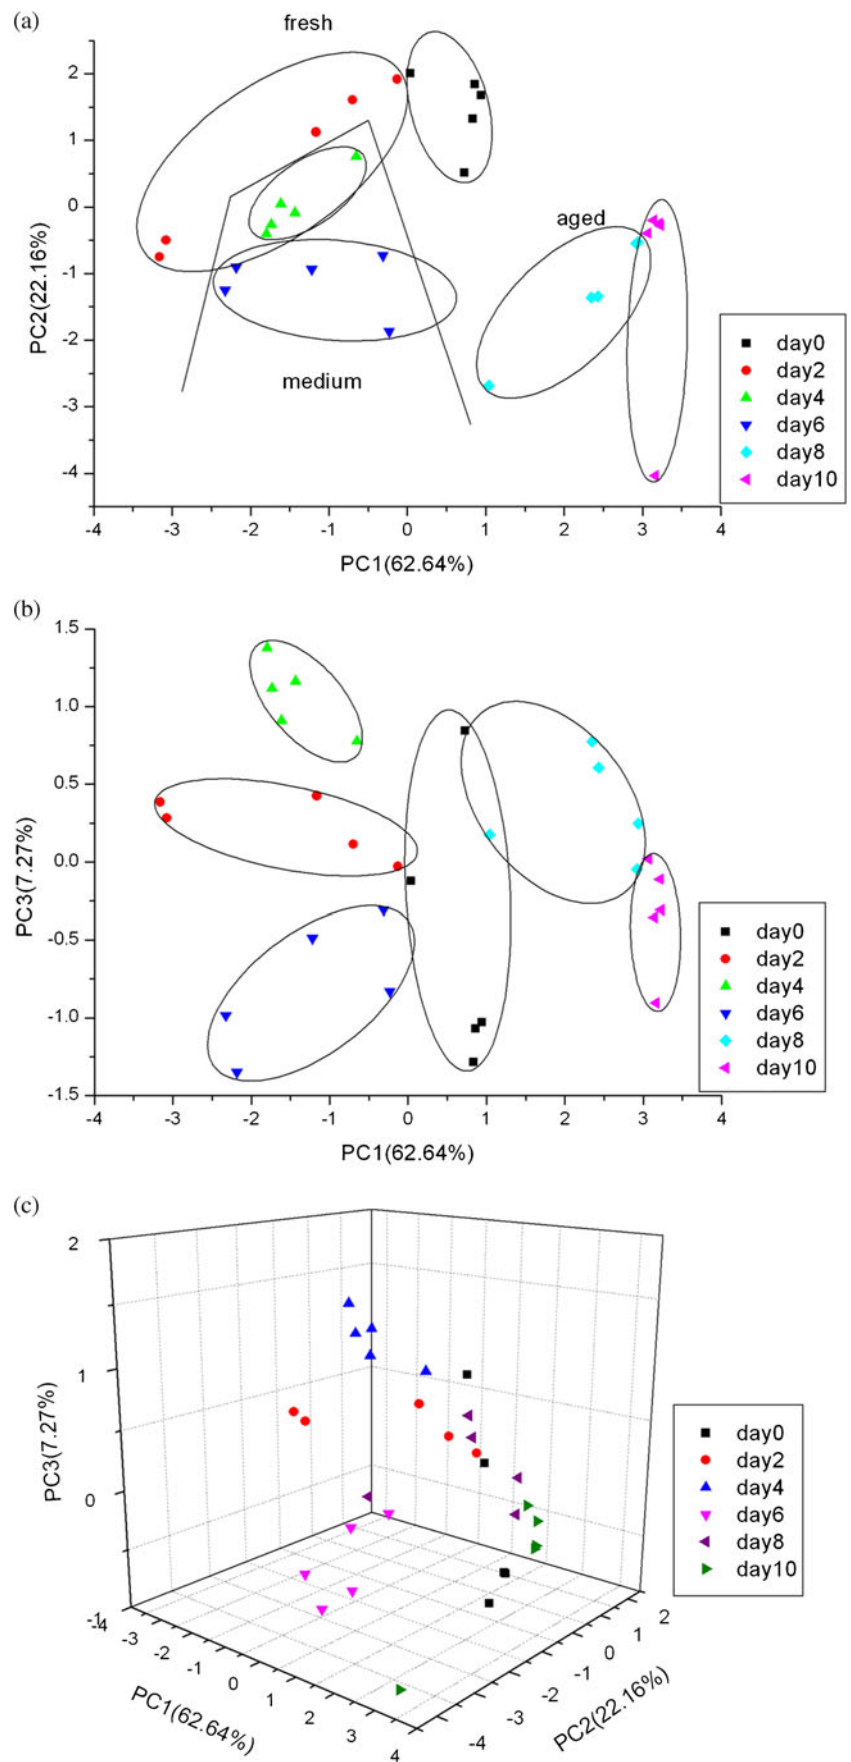 (a)
fresh
2
1
0
-1
-2
-3
-4
PC2(22.16%)
aged
medium
day0
day2
day4
day6
day8
day10
-4 -3 -2 -1 0 1 2 3 4
PC1(62.64%)
(b)
1.5
1.0
0.5
0.0
-0.5
-1.0
-1.5
PC3(7.27%)
day0
day2
day4
day6
day8
day10
-4 -3 -2 -1 0 1 2 3 4
PC1(62.64%)
(c)
2
1
0
-1
PC3(7.27%)
day0
day2
day4
day6
day8
day10
-4 -3 -2 -1 0 1 2 3 4
PC1(62.64%)
-4 -3 -2 -1 0 1 2
PC2(22.16%)